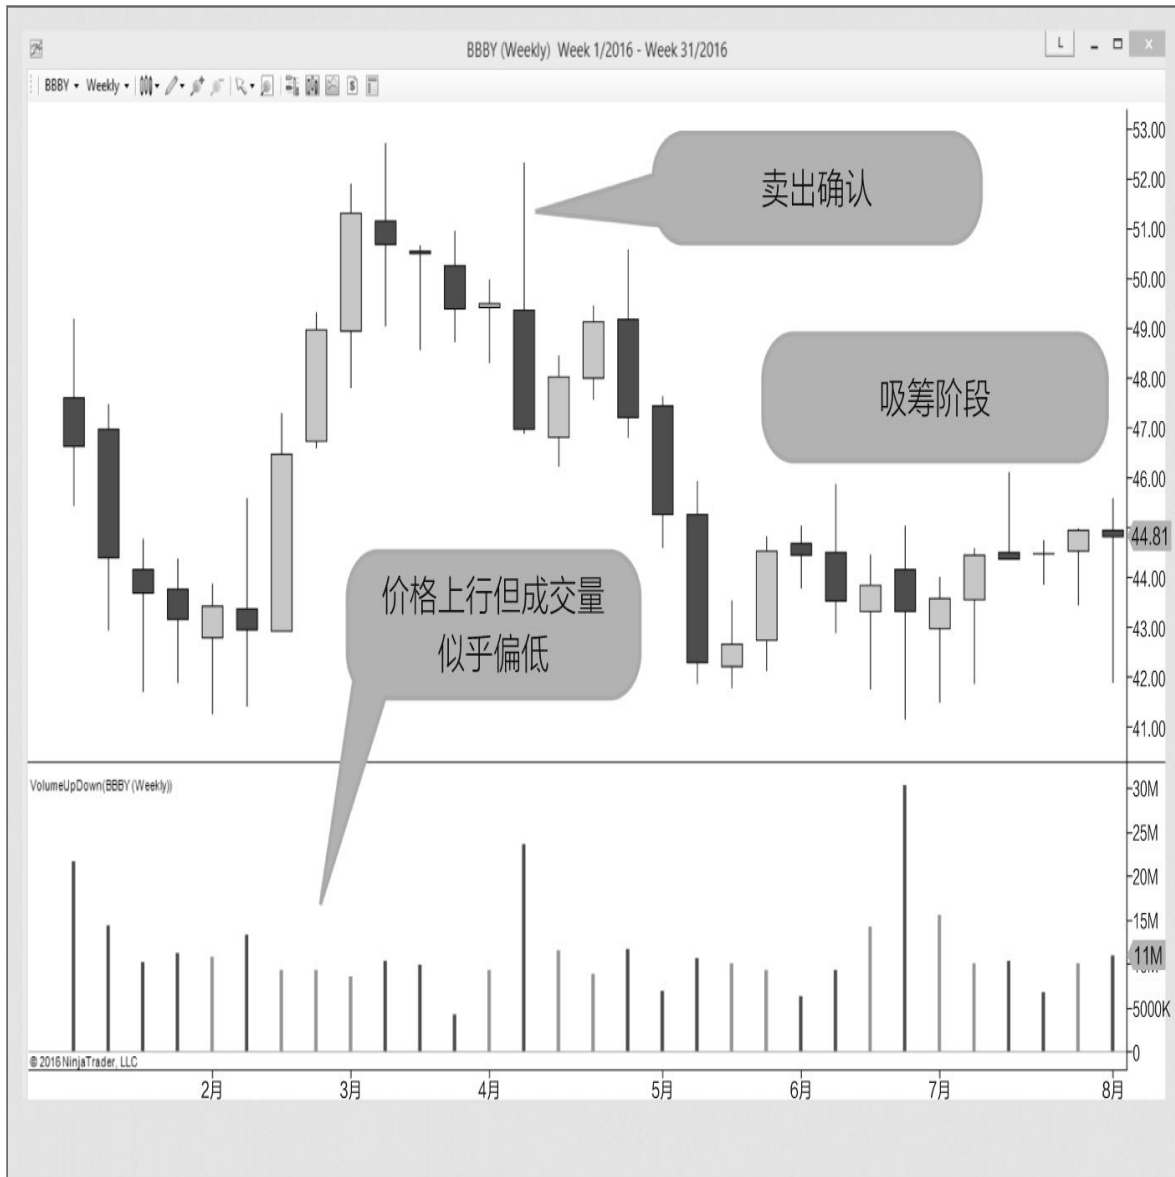 BBBY (Weekly) Week 1/2016 - Week 31/2016
L
X
BBBY
Weekly
53.00
卖出确认
52.00
51.00
50.00
49.00
48.00
吸筹阶段
47.00
46.00
44.81
44.00
价格上行但成交量
似乎偏低
43.00
42.00
41.00
VolumeUpDown(BBBY (Weekly))
30M
25M
20M
15M
11M
5000K
0
© 2016 NinjaTrader, LLC
2月 3月 4月 5月 6月 7月 8月